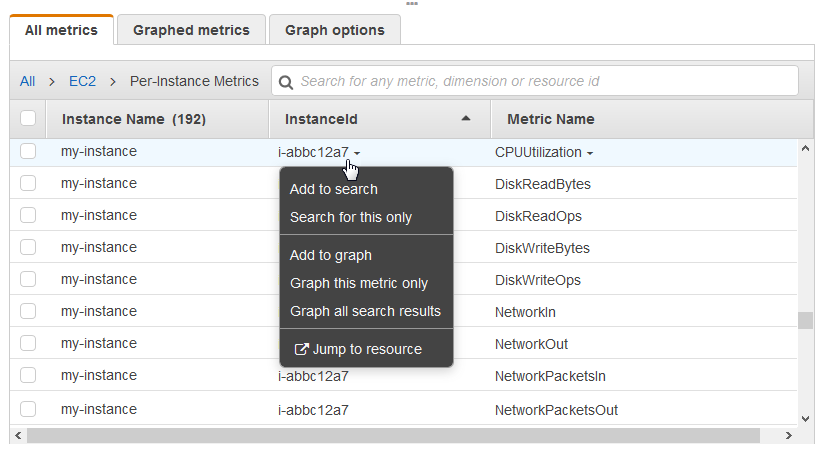 All metrics Graphed metrics Graph options
All > EC2 > Per-Instance Metrics Search for any metric, dimension or resource id
Instance Name (192) InstanceId Metric Name
my-instance i-abbc12a7 CPUUtilization
my-instance DiskReadBytes
Add to search
my-instance DiskReadOps
Search for this only
my-instance DiskWriteBytes
Add to graph
my-instance DiskWriteOps
Graph this metric only
my-instance NetworkIn
Graph all search results
my-instance NetworkOut
Jump to resource
my-instance i-abbc12a7 NetworkPacketsIn
my-instance i-abbc12a7 NetworkPacketsOut